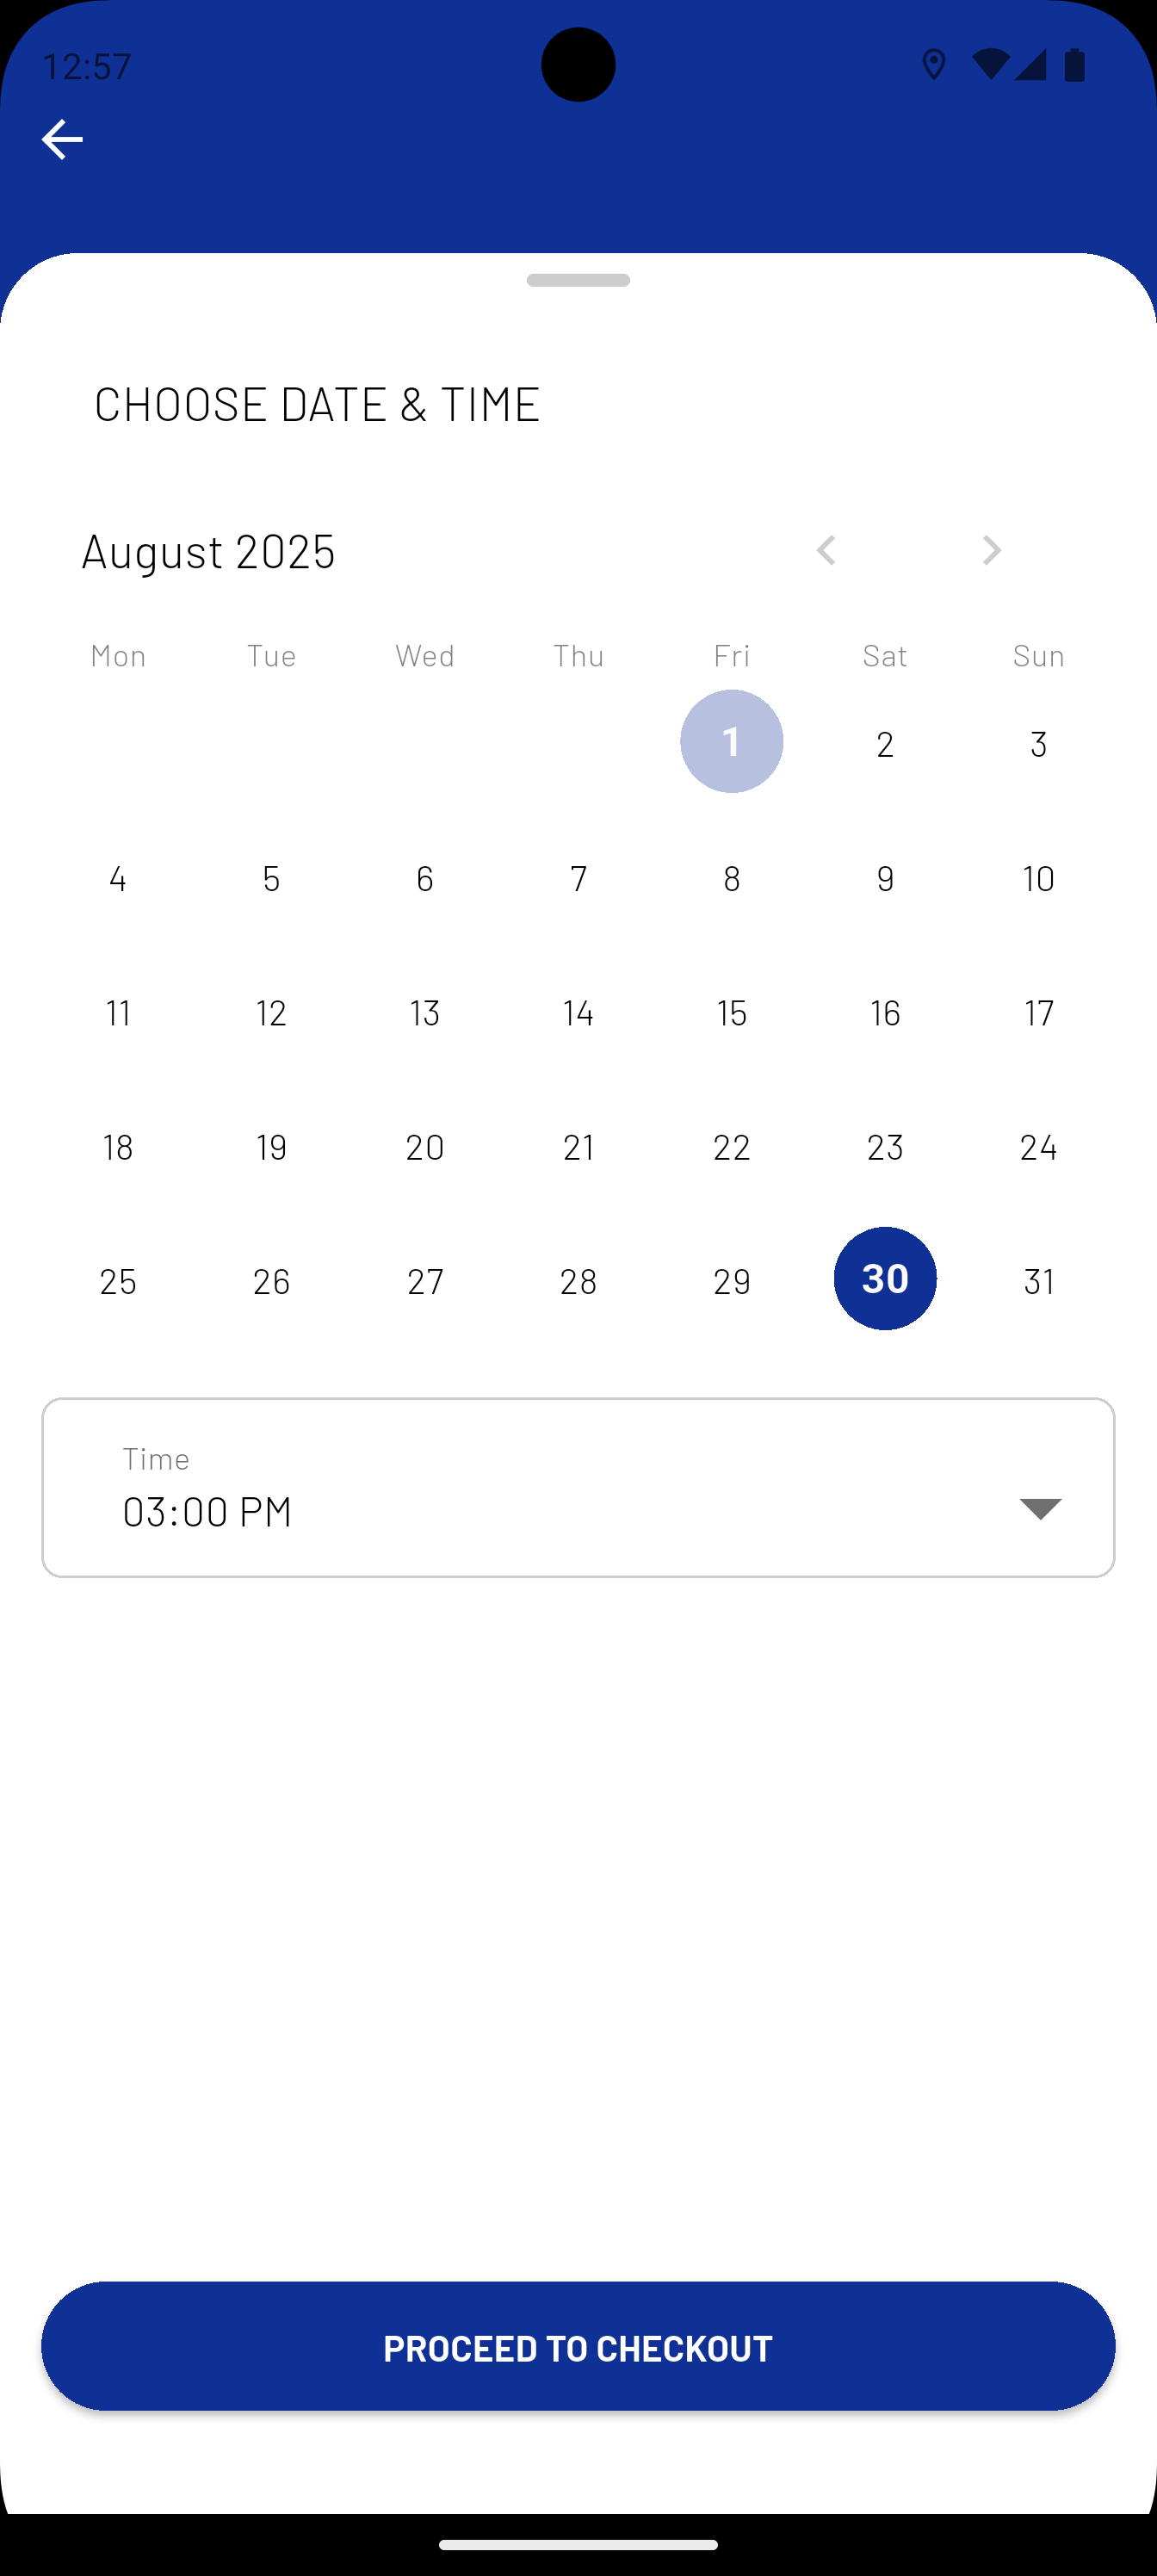 12:57
CHOOSE DATE & TIME
August 2025
Mon Tue Wed Thu Fri Sat Sun
1 2 3
4 5 6 7 8 9 10
11 12 13 14 15 16 17
18 19 20 21 22 23 24
25 26 27 28 29 30 31
Time
03:00 PM
PROCEED TO CHECKOUT